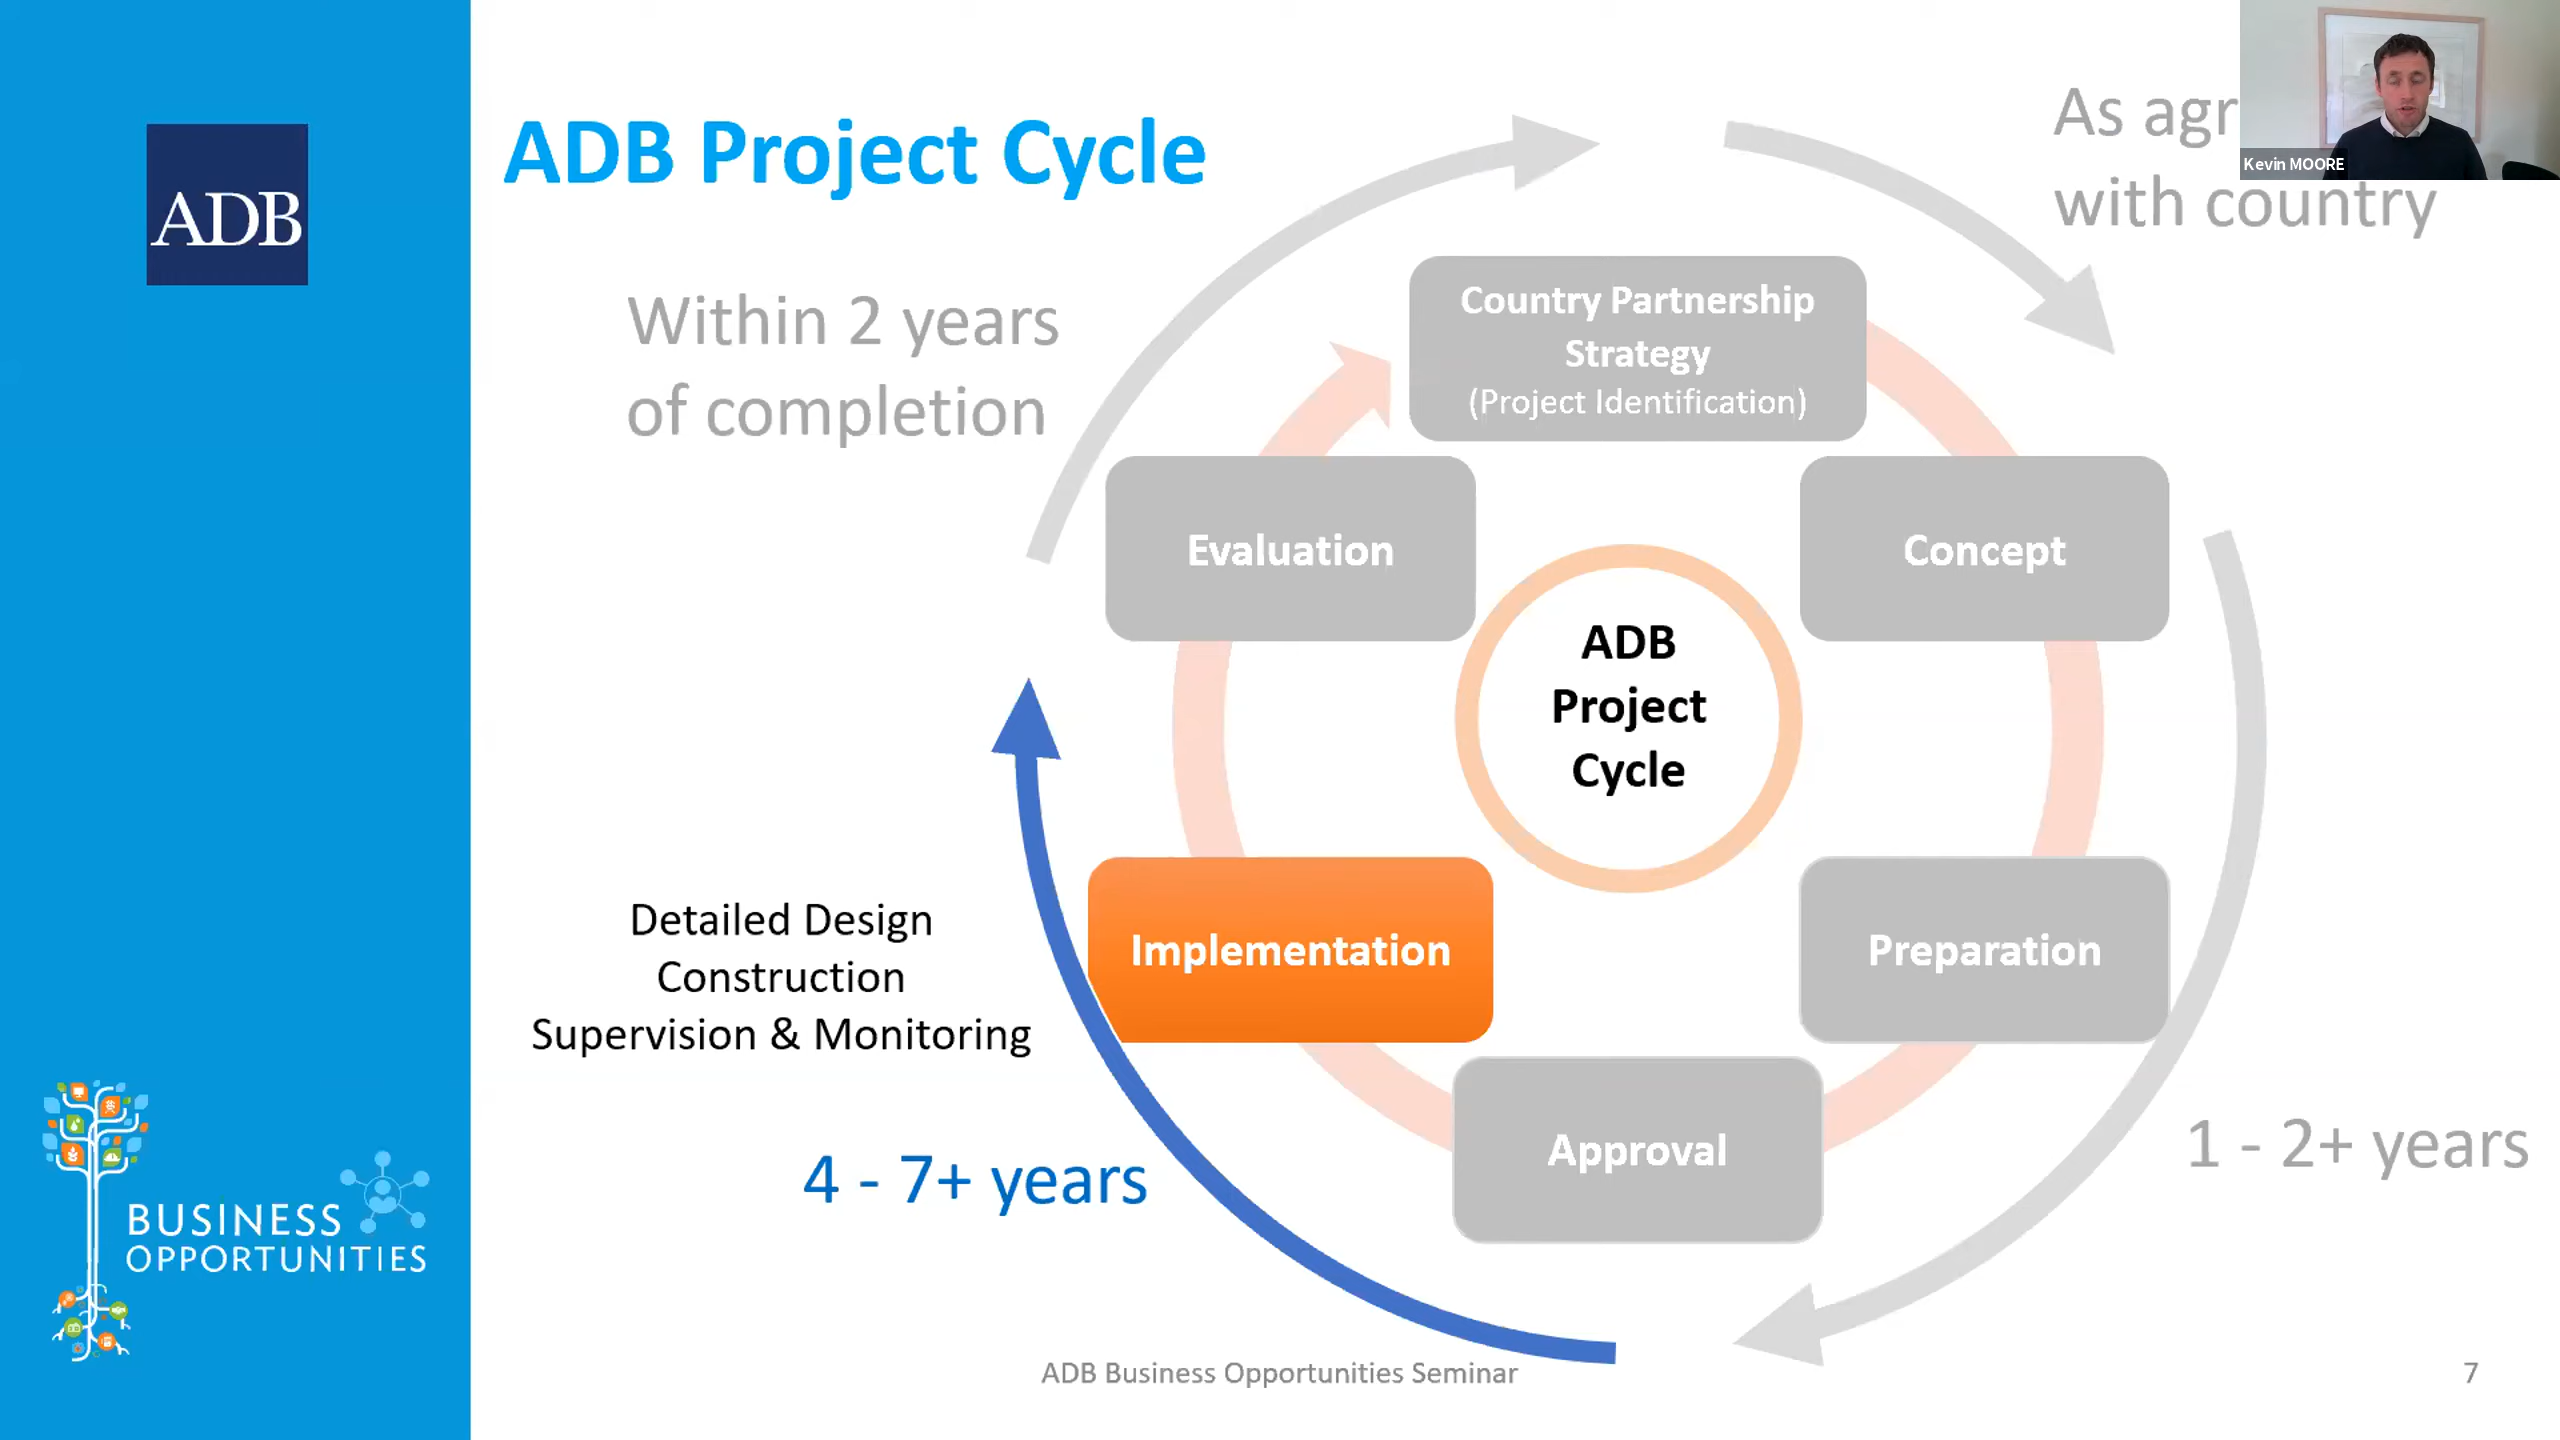 ADB
ADB Project Cycle
As agr
with country
Kevin MOORE
Within 2 years
of completion
Country Partnership
Strategy
(Project Identification)
Evaluation
Concept
ADB
Project
Cycle
Implementation
Preparation
Detailed Design
Construction
Supervision & Monitoring
Approval
4 - 7+ years
1 - 2+ years
BUSINESS
OPPORTUNITIES
ADB Business Opportunities Seminar
7